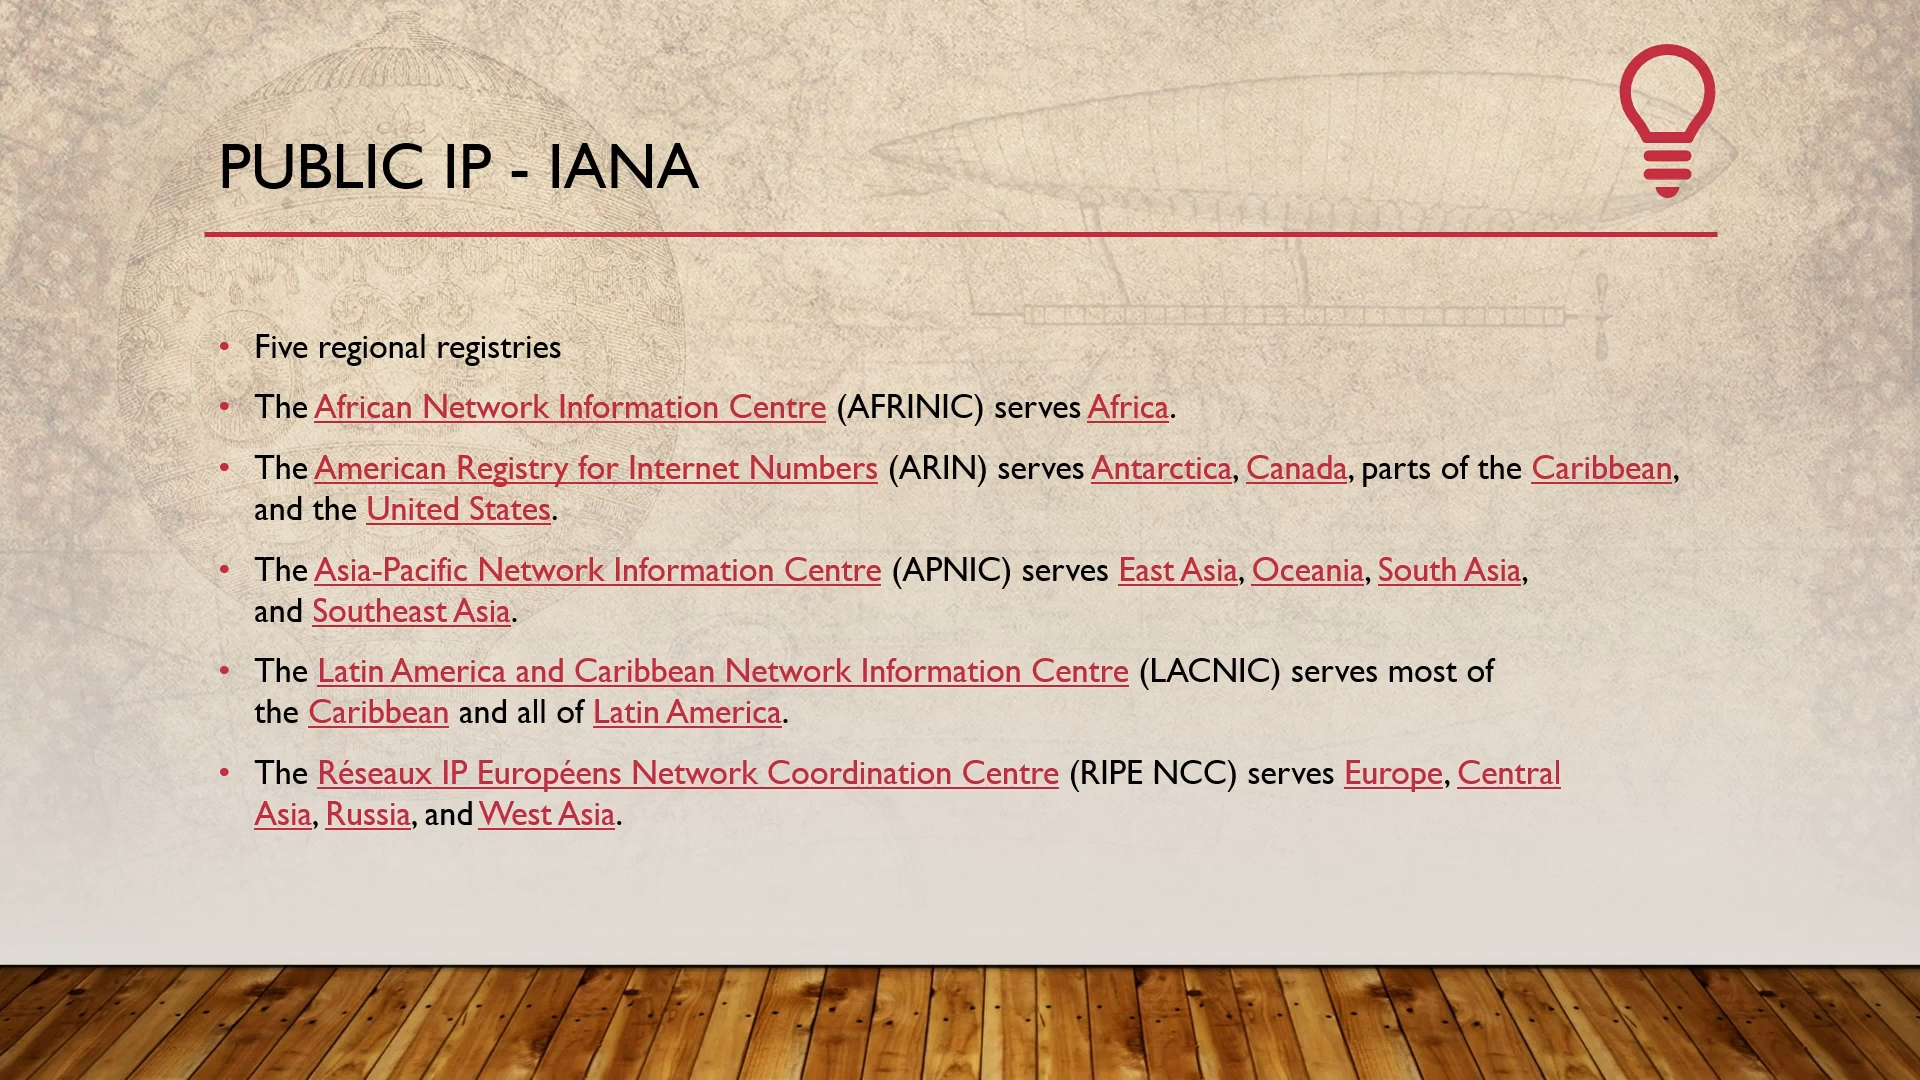 PUBLIC IP - IANA
• Five regional registries
• The African Network Information Centre (AFRINIC) serves Africa.
• The American Registry for Internet Numbers (ARIN) serves Antarctica, Canada, parts of the Caribbean,
and the United States.
• The Asia-Pacific Network Information Centre (APNIC) serves East Asia, Oceania, South Asia,
and Southeast Asia.
• The Latin America and Caribbean Network Information Centre (LACNIC) serves most of
the Caribbean and all of Latin America.
• The Réseaux IP Européens Network Coordination Centre (RIPE NCC) serves Europe, Central
Asia, Russia, and West Asia.